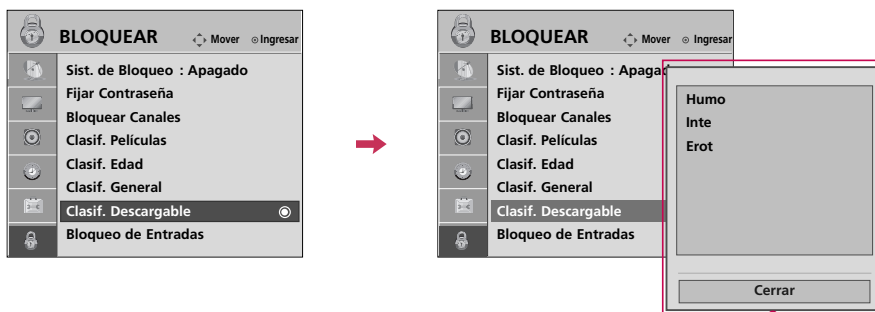 BLOQUEAR
Mover
Ingresar
Sist. de Bloqueo : Apagado
Fijar Contraseña
Bloquear Canales
Clasif. Películas
Clasif. Edad
Clasif. General
Clasif. Descargable
Bloqueo de Entradas
BLOQUEAR
Mover
Ingresar
Sist. de Bloqueo : Apagad
Fijar Contraseña
Bloquear Canales
Clasif. Películas
Clasif. Edad
Clasif. General
Clasif. Descargable
Bloqueo de Entradas
Humo
Inte
Erot
Cerrar